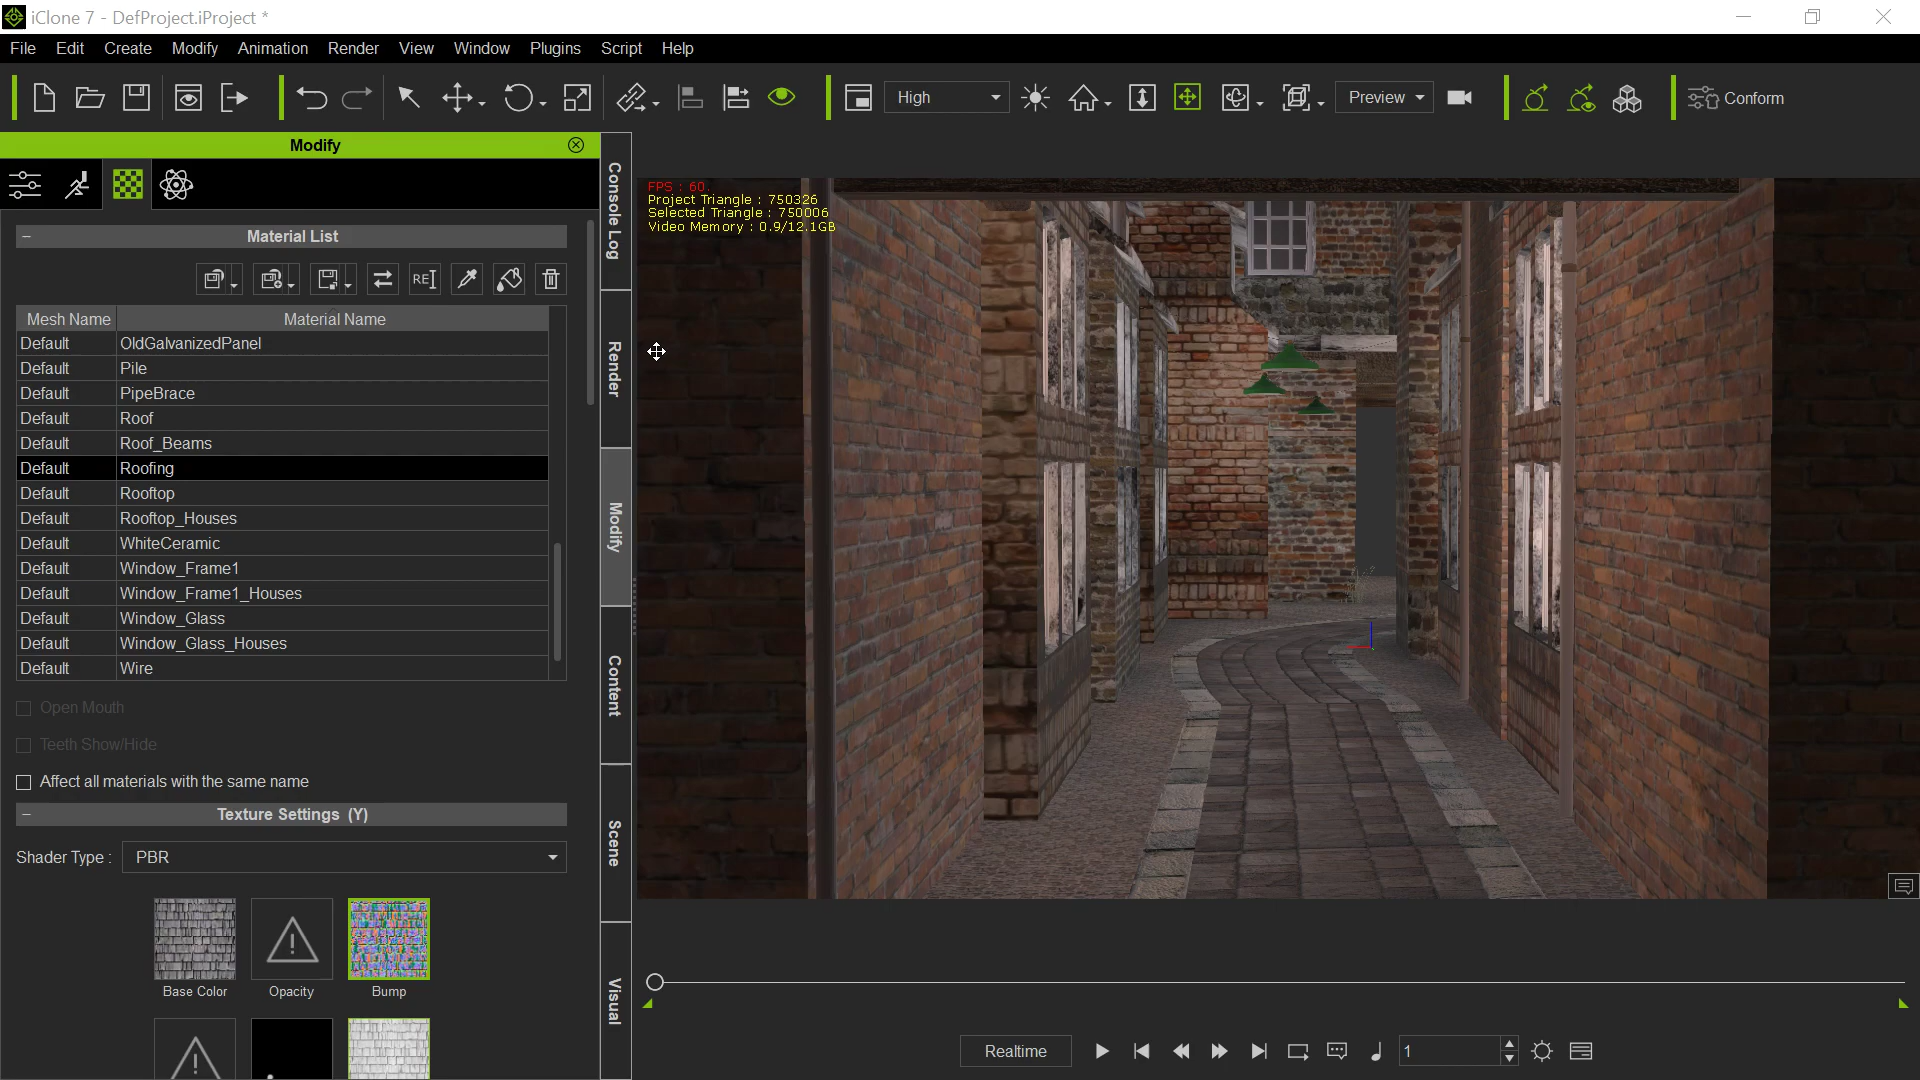 iClone 7 - DefProject.iProject *
File Edit Create Modify Animation Render View Window Plugins Script Help
High
Preview
Conform
Modify
Console Log
Render
Modify
Content
Scene
Visual
Material List
RE
Mesh Name Material Name
Default OldGalvanizedPanel
Default Pile
Default PipeBrace
Default Roof
Default Roof_Beams
Default Roofing
Default Rooftop
Default Rooftop_Houses
Default WhiteCeramic
Default Window_Frame1
Default Window_Frame1_Houses
Default Window_Glass
Default Window_Glass_Houses
Default Wire
Open Mouth
Teeth Show/Hide
Affect all materials with the same name
Texture Settings (Y)
Shader Type : PBR
Base Color Opacity Bump
FPS : 60.
Project Triangle : 750326
Selected Triangle : 750006
Video Memory : 0.9/12.1GB
Realtime
1